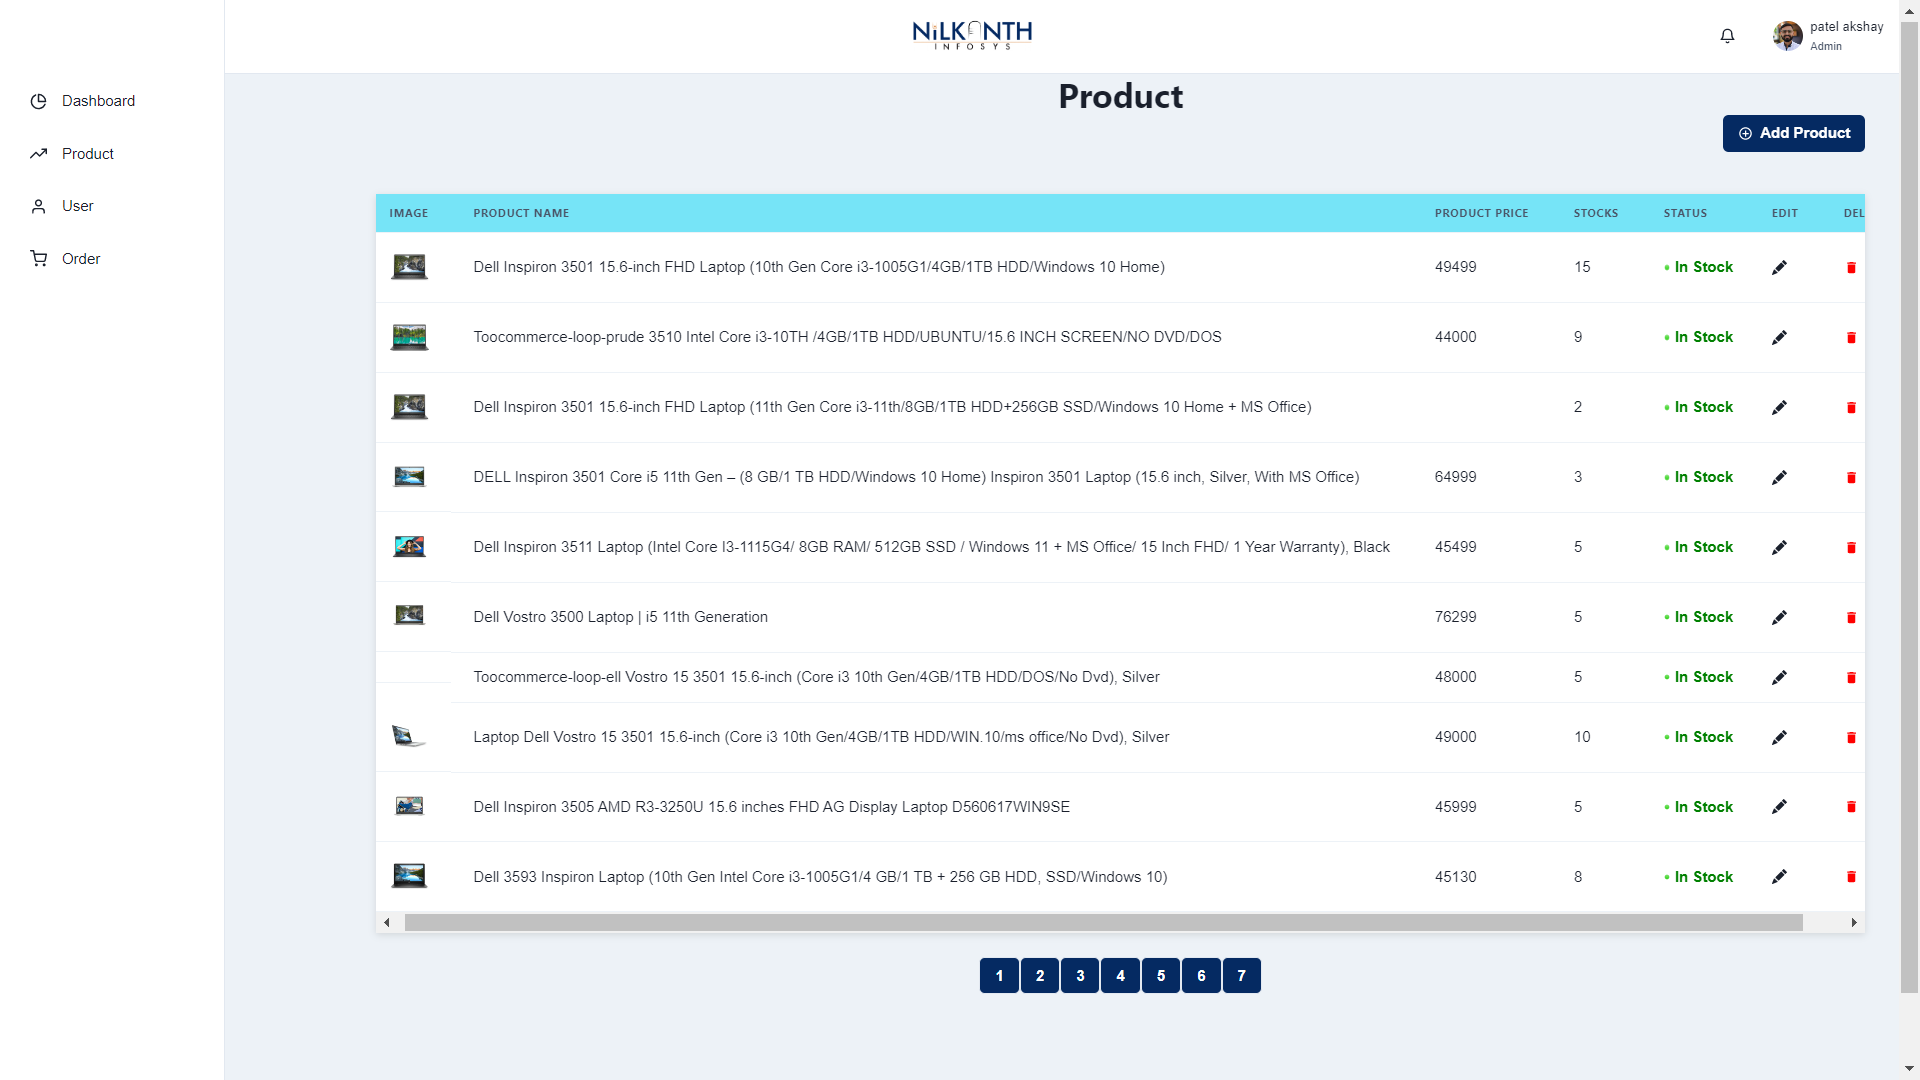 NiLKANTH
INFOSYS
patel akshay
Admin
Dashboard
Product
User
Order
Product
Add Product
IMAGE PRODUCT NAME PRODUCT PRICE STOCKS STATUS EDIT DEL
Dell Inspiron 3501 15.6-inch FHD Laptop (10th Gen Core i3-1005G1/4GB/1TB HDD/Windows 10 Home) 49499 15 • In Stock
Toocommerce-loop-prude 3510 Intel Core i3-10TH /4GB/1TB HDD/UBUNTU/15.6 INCH SCREEN/NO DVD/DOS 44000 9 • In Stock
Dell Inspiron 3501 15.6-inch FHD Laptop (11th Gen Core i3-11th/8GB/1TB HDD+256GB SSD/Windows 10 Home + MS Office) 2 • In Stock
DELL Inspiron 3501 Core i5 11th Gen – (8 GB/1 TB HDD/Windows 10 Home) Inspiron 3501 Laptop (15.6 inch, Silver, With MS Office) 64999 3 • In Stock
Dell Inspiron 3511 Laptop (Intel Core I3-1115G4/ 8GB RAM/ 512GB SSD / Windows 11 + MS Office/ 15 Inch FHD/ 1 Year Warranty), Black 45499 5 • In Stock
Dell Vostro 3500 Laptop | i5 11th Generation 76299 5 • In Stock
Toocommerce-loop-ell Vostro 15 3501 15.6-inch (Core i3 10th Gen/4GB/1TB HDD/DOS/No Dvd), Silver 48000 5 • In Stock
Laptop Dell Vostro 15 3501 15.6-inch (Core i3 10th Gen/4GB/1TB HDD/WIN.10/ms office/No Dvd), Silver 49000 10 • In Stock
Dell Inspiron 3505 AMD R3-3250U 15.6 inches FHD AG Display Laptop D560617WIN9SE 45999 5 • In Stock
Dell 3593 Inspiron Laptop (10th Gen Intel Core i3-1005G1/4 GB/1 TB + 256 GB HDD, SSD/Windows 10) 45130 8 • In Stock
1 2 3 4 5 6 7